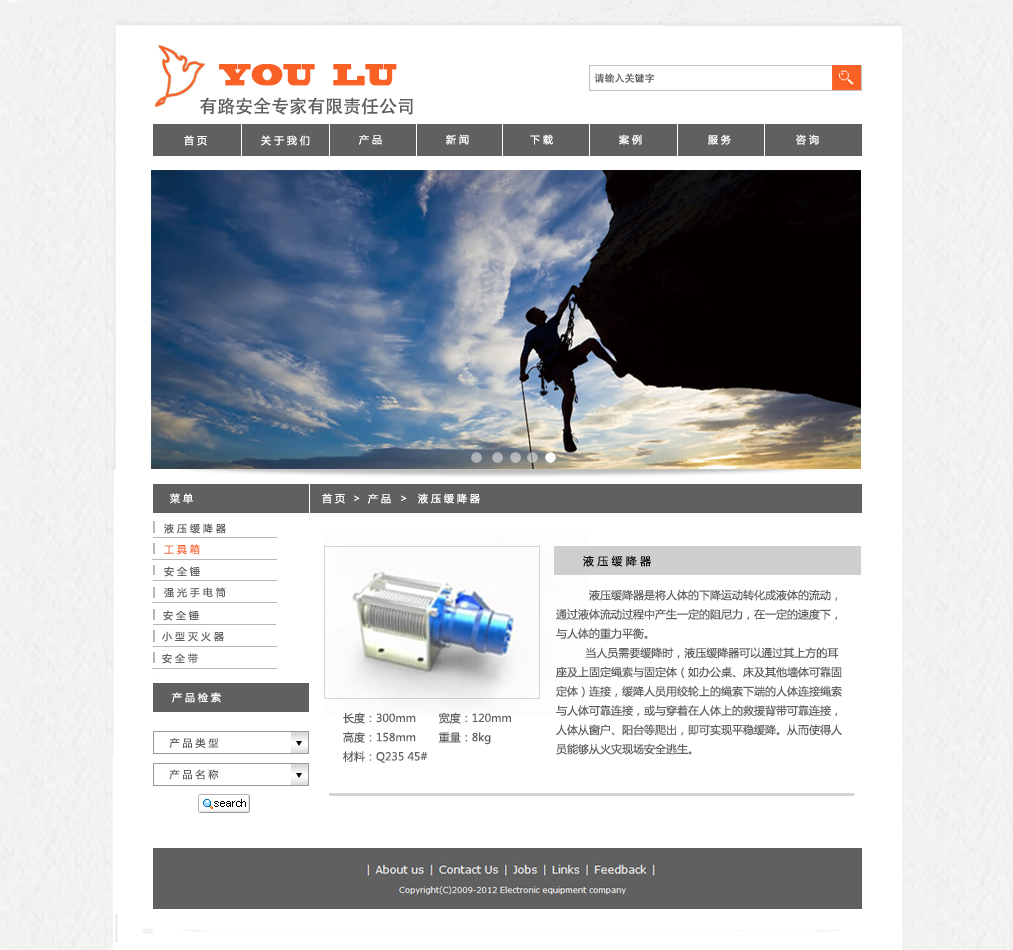 YOU LU
有路安全专家有限责任公司
请输入关键字
首页 关于我们 产品 新闻 下载 案例 服务 咨询
菜单
首页 > 产品 > 液压缓降器
液压缓降器
工具箱
安全锤
强光手电筒
安全锤
小型灭火器
安全带
产品检索
产品类型
产品名称
search
长度：300mm 宽度：120mm
高度：158mm 重量：8kg
材料：Q235 45#
液压缓降器
液压缓降器是将人体的下降运动转化成液体的流动，
通过液体流动过程中产生一定的阻尼力，在一定的速度下，
与人体的重力平衡。
当人员需要缓降时，液压缓降器可以通过其上方的耳
座及上固定绳索与固定体（如办公桌、床及其他墙体可靠固
定体）连接，缓降人员用绞轮上的绳索下端的人体连接绳索
与人体可靠连接，或与穿着在人体上的救援背带可靠连接，
人体从窗户、阳台等爬出，即可实现平稳缓降。从而使得人
员能够从火灾现场安全逃生。
| About us | Contact Us | Jobs | Links | Feedback |
Copyright(C)2009-2012 Electronic equipment company